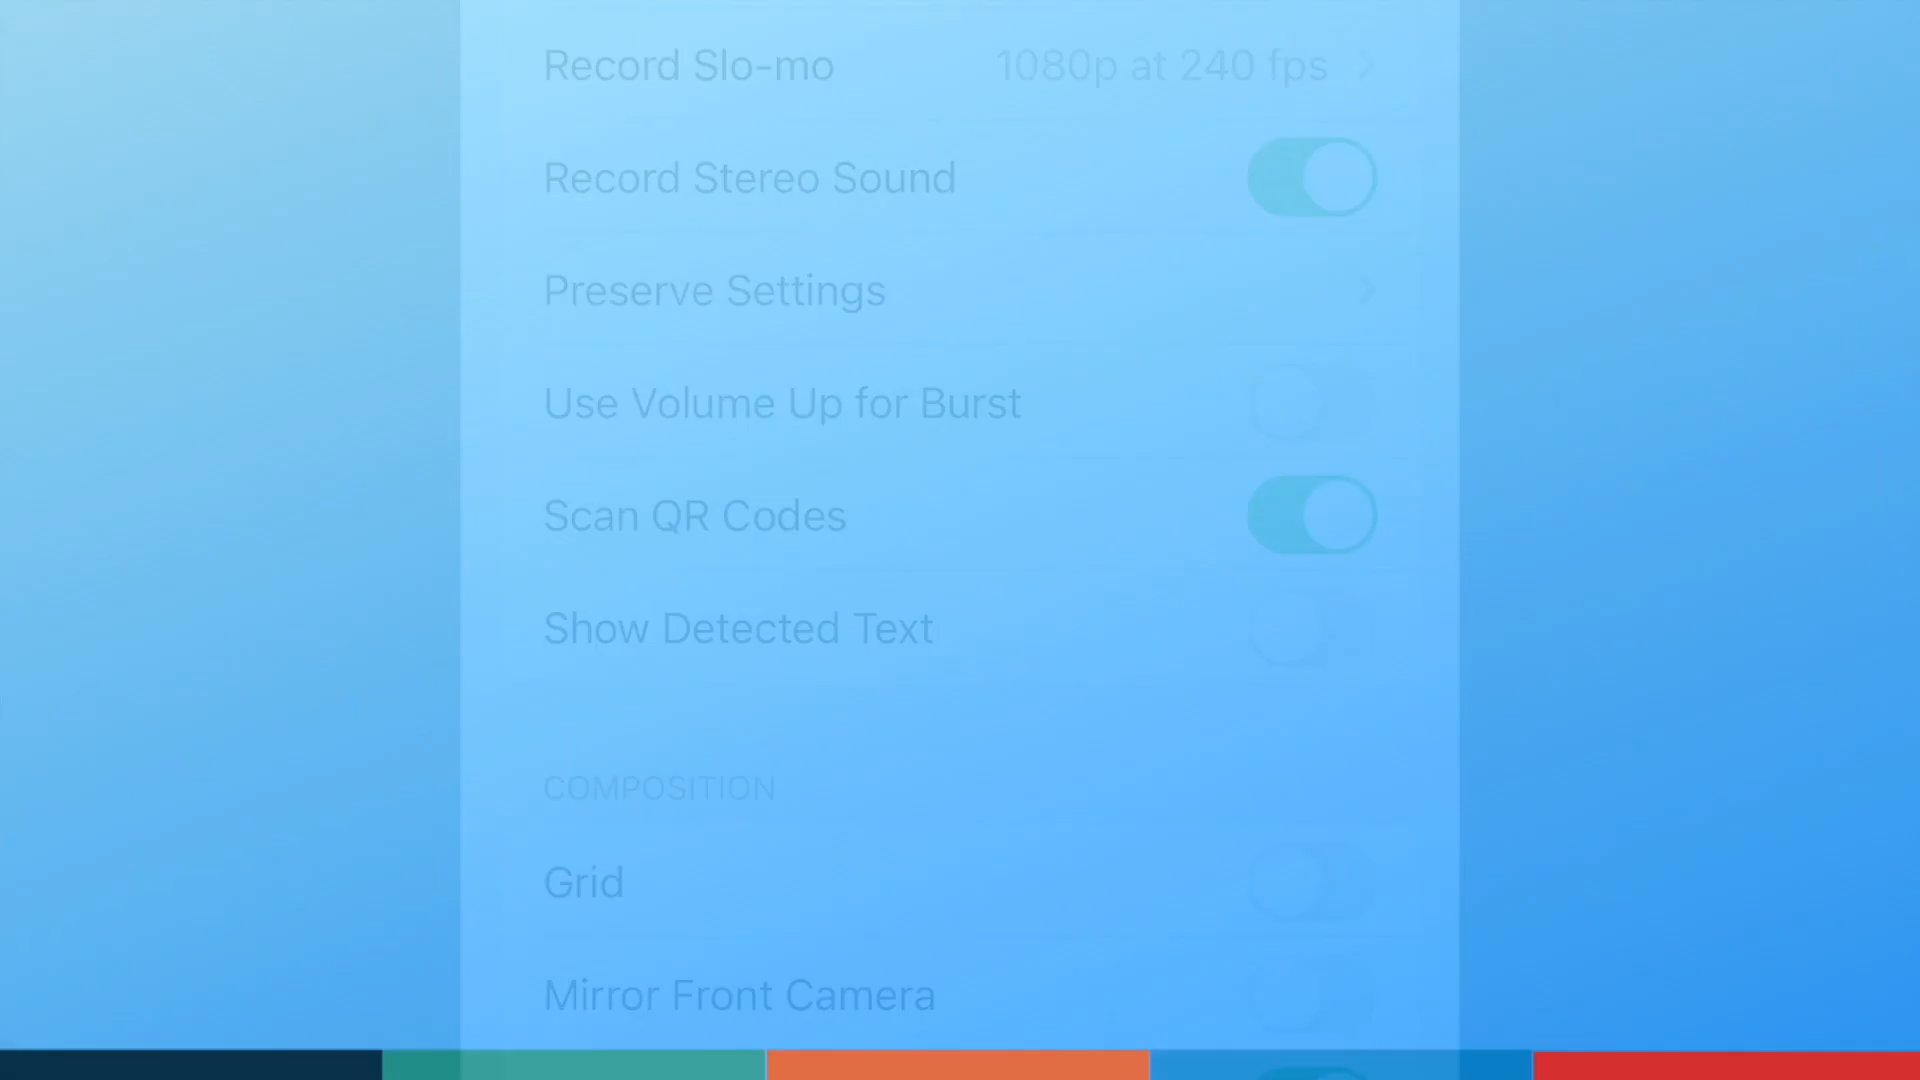 Record Slo-mo 1080p at 240 fps
Record Stereo Sound
Preserve Settings
Use Volume Up for Burst
Scan QR Codes
Show Detected Text
COMPOSITION
Grid
Mirror Front Camera